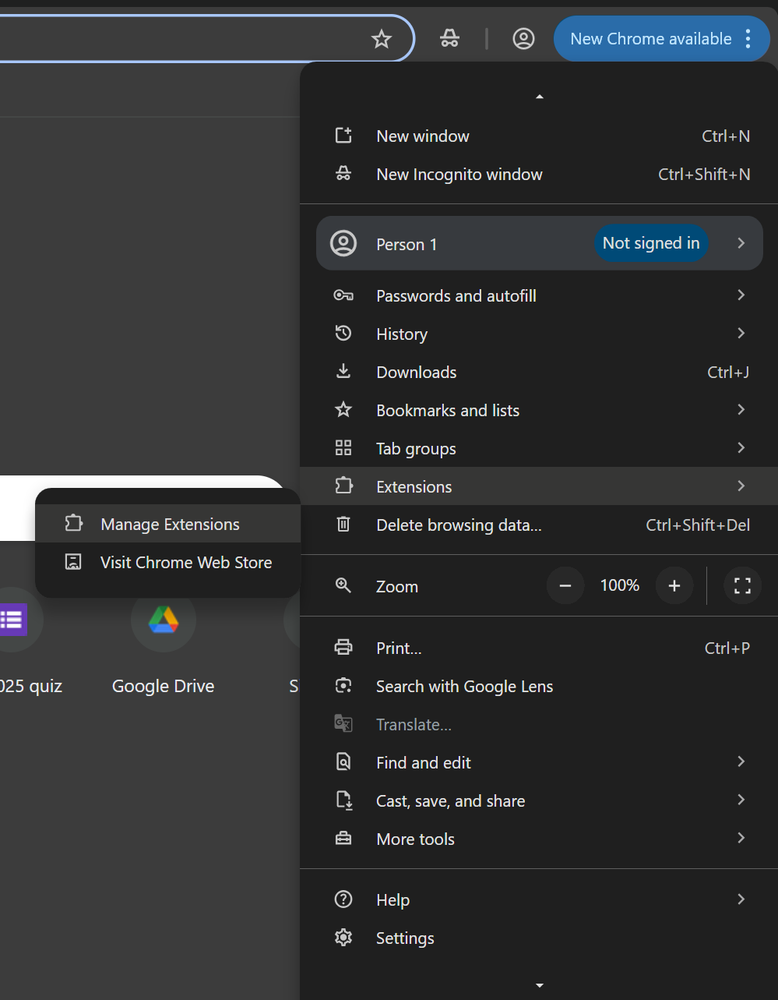 New Chrome available
New window Ctrl+N
New Incognito window Ctrl+Shift+N
Person 1 Not signed in
Passwords and autofill
History
Downloads Ctrl+J
Bookmarks and lists
Tab groups
Extensions
Manage Extensions
Visit Chrome Web Store
Delete browsing data... Ctrl+Shift+Del
Zoom 100%
Print... Ctrl+P
Search with Google Lens
Translate...
Find and edit
Cast, save, and share
More tools
Help
Settings
025 quiz
Google Drive